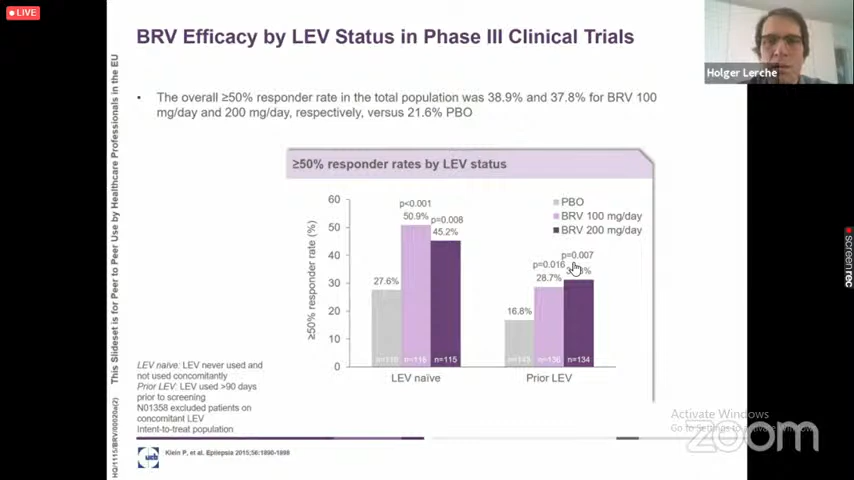 LIVE
BRV Efficacy by LEV Status in Phase III Clinical Trials
Holger Lerche
• The overall ≥50% responder rate in the total population was 38.9% and 37.8% for BRV 100
mg/day and 200 mg/day, respectively, versus 21.6% PBO
This Slideset is for Peer to Peer Use by Healthcare Professionals in the EU
≥50% responder rates by LEV status
≥50% responder rate (%)
60
50
40
30
20
10
0
PBO
BRV 100 mg/day
BRV 200 mg/day
p<0.001
50.9%
p=0.008
45.2%
27.6%
p=0.007
p=0.016
28.7%
16.8%
n=115
n=134
LEV naïve
Prior LEV
LEV naïve: LEV never used and
not used concomitantly
Prior LEV: LEV used >90 days
prior to screening
N01358 excluded patients on
concomitant LEV
Intent-to-treat population
ucb
Klein P, et al. Epilepsia 2015;56:1890-1898
Activate Windows
Go to Settings to
zoom
screenrec